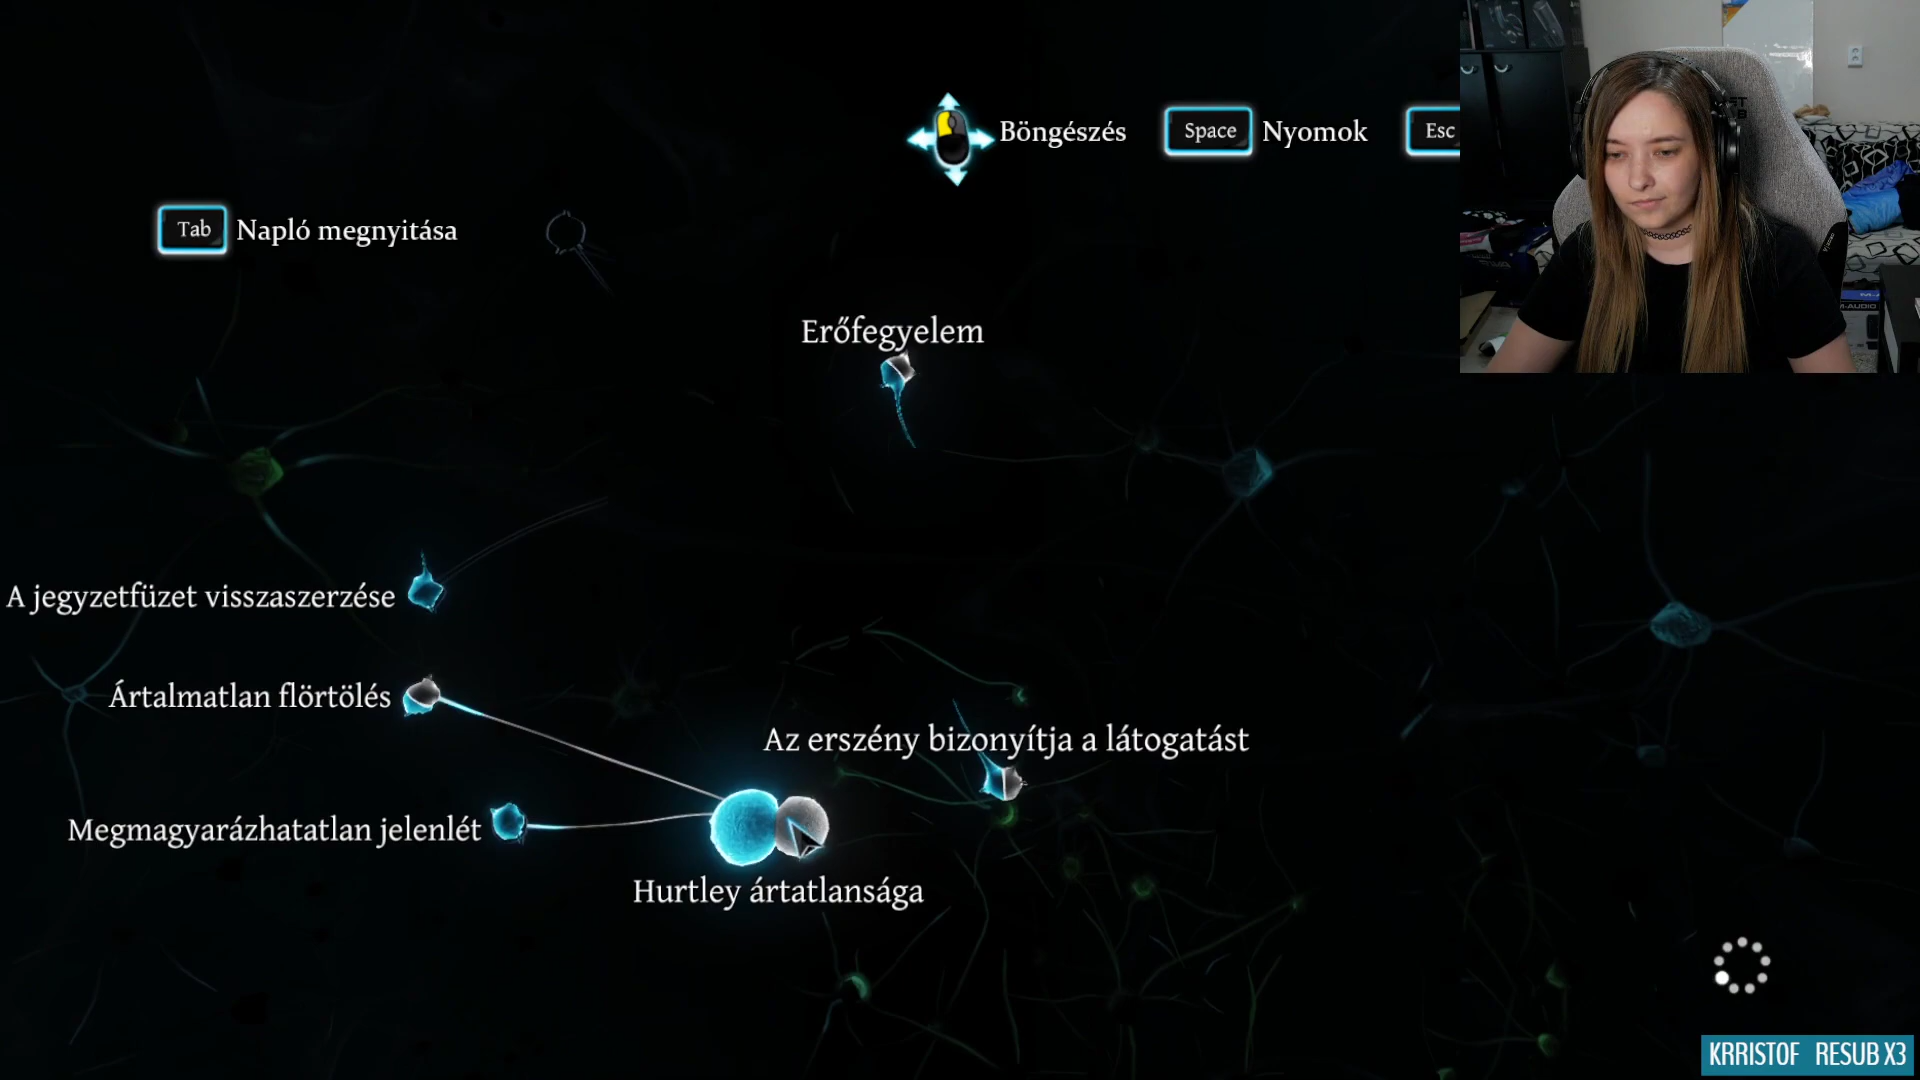 Böngészés
Space
Nyomok
Esc
Tab
Napló megnyitása
Erőfegyelem
A jegyzetfüzet visszaszerzése
Ártalmatlan flörtölés
Az erszény bizonyítja a látogatást
Megmagyarázhatatlan jelenlét
Hurtley ártatlansága
M-AUDIO
KRRISTOF RESUB X3